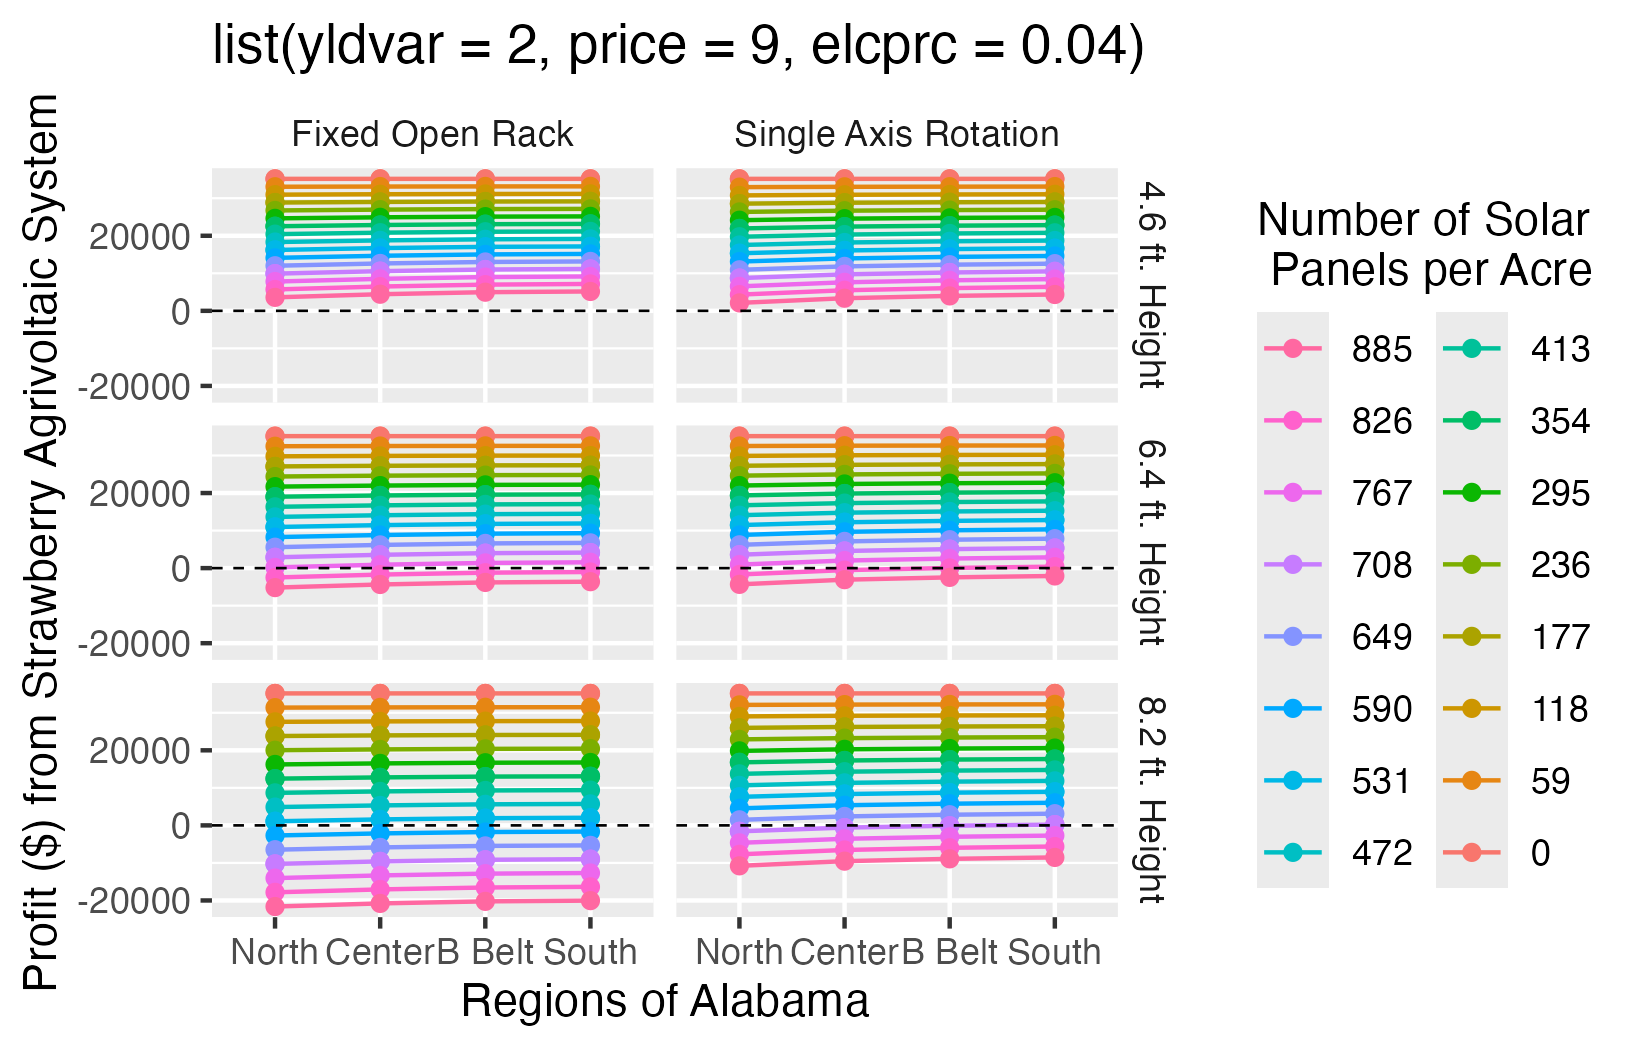 list(yldvar = 2, price = 9, elcprc = 0.04)
Profit ($) from Strawberry Agrivoltaic System
Fixed Open Rack
Single Axis Rotation
20000
0
-20000
4.6 ft. Height
20000
0
-20000
6.4 ft. Height
20000
0
-20000
8.2 ft. Height
North Center B Belt South
North Center B Belt South
Regions of Alabama
Number of Solar
Panels per Acre
885
826
767
708
649
590
531
472
413
354
295
236
177
118
59
0